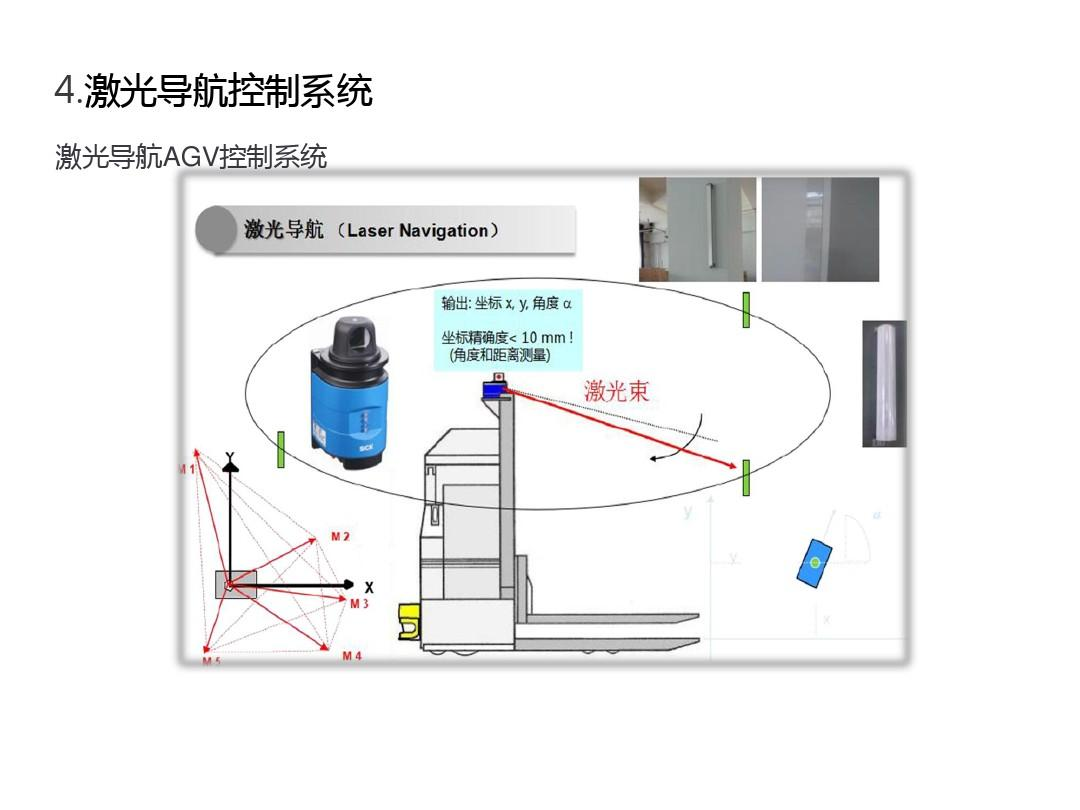 4.激光导航控制系统
激光导航AGV控制系统
激光导航 （Laser Navigation）
输出: 坐标 x, y, 角度 α
坐标精确度< 10 mm !
(角度和距离测量)
激光束
SICK
M 1
Y
M 2
X
M 3
M 4
M 5
y
α
y
x